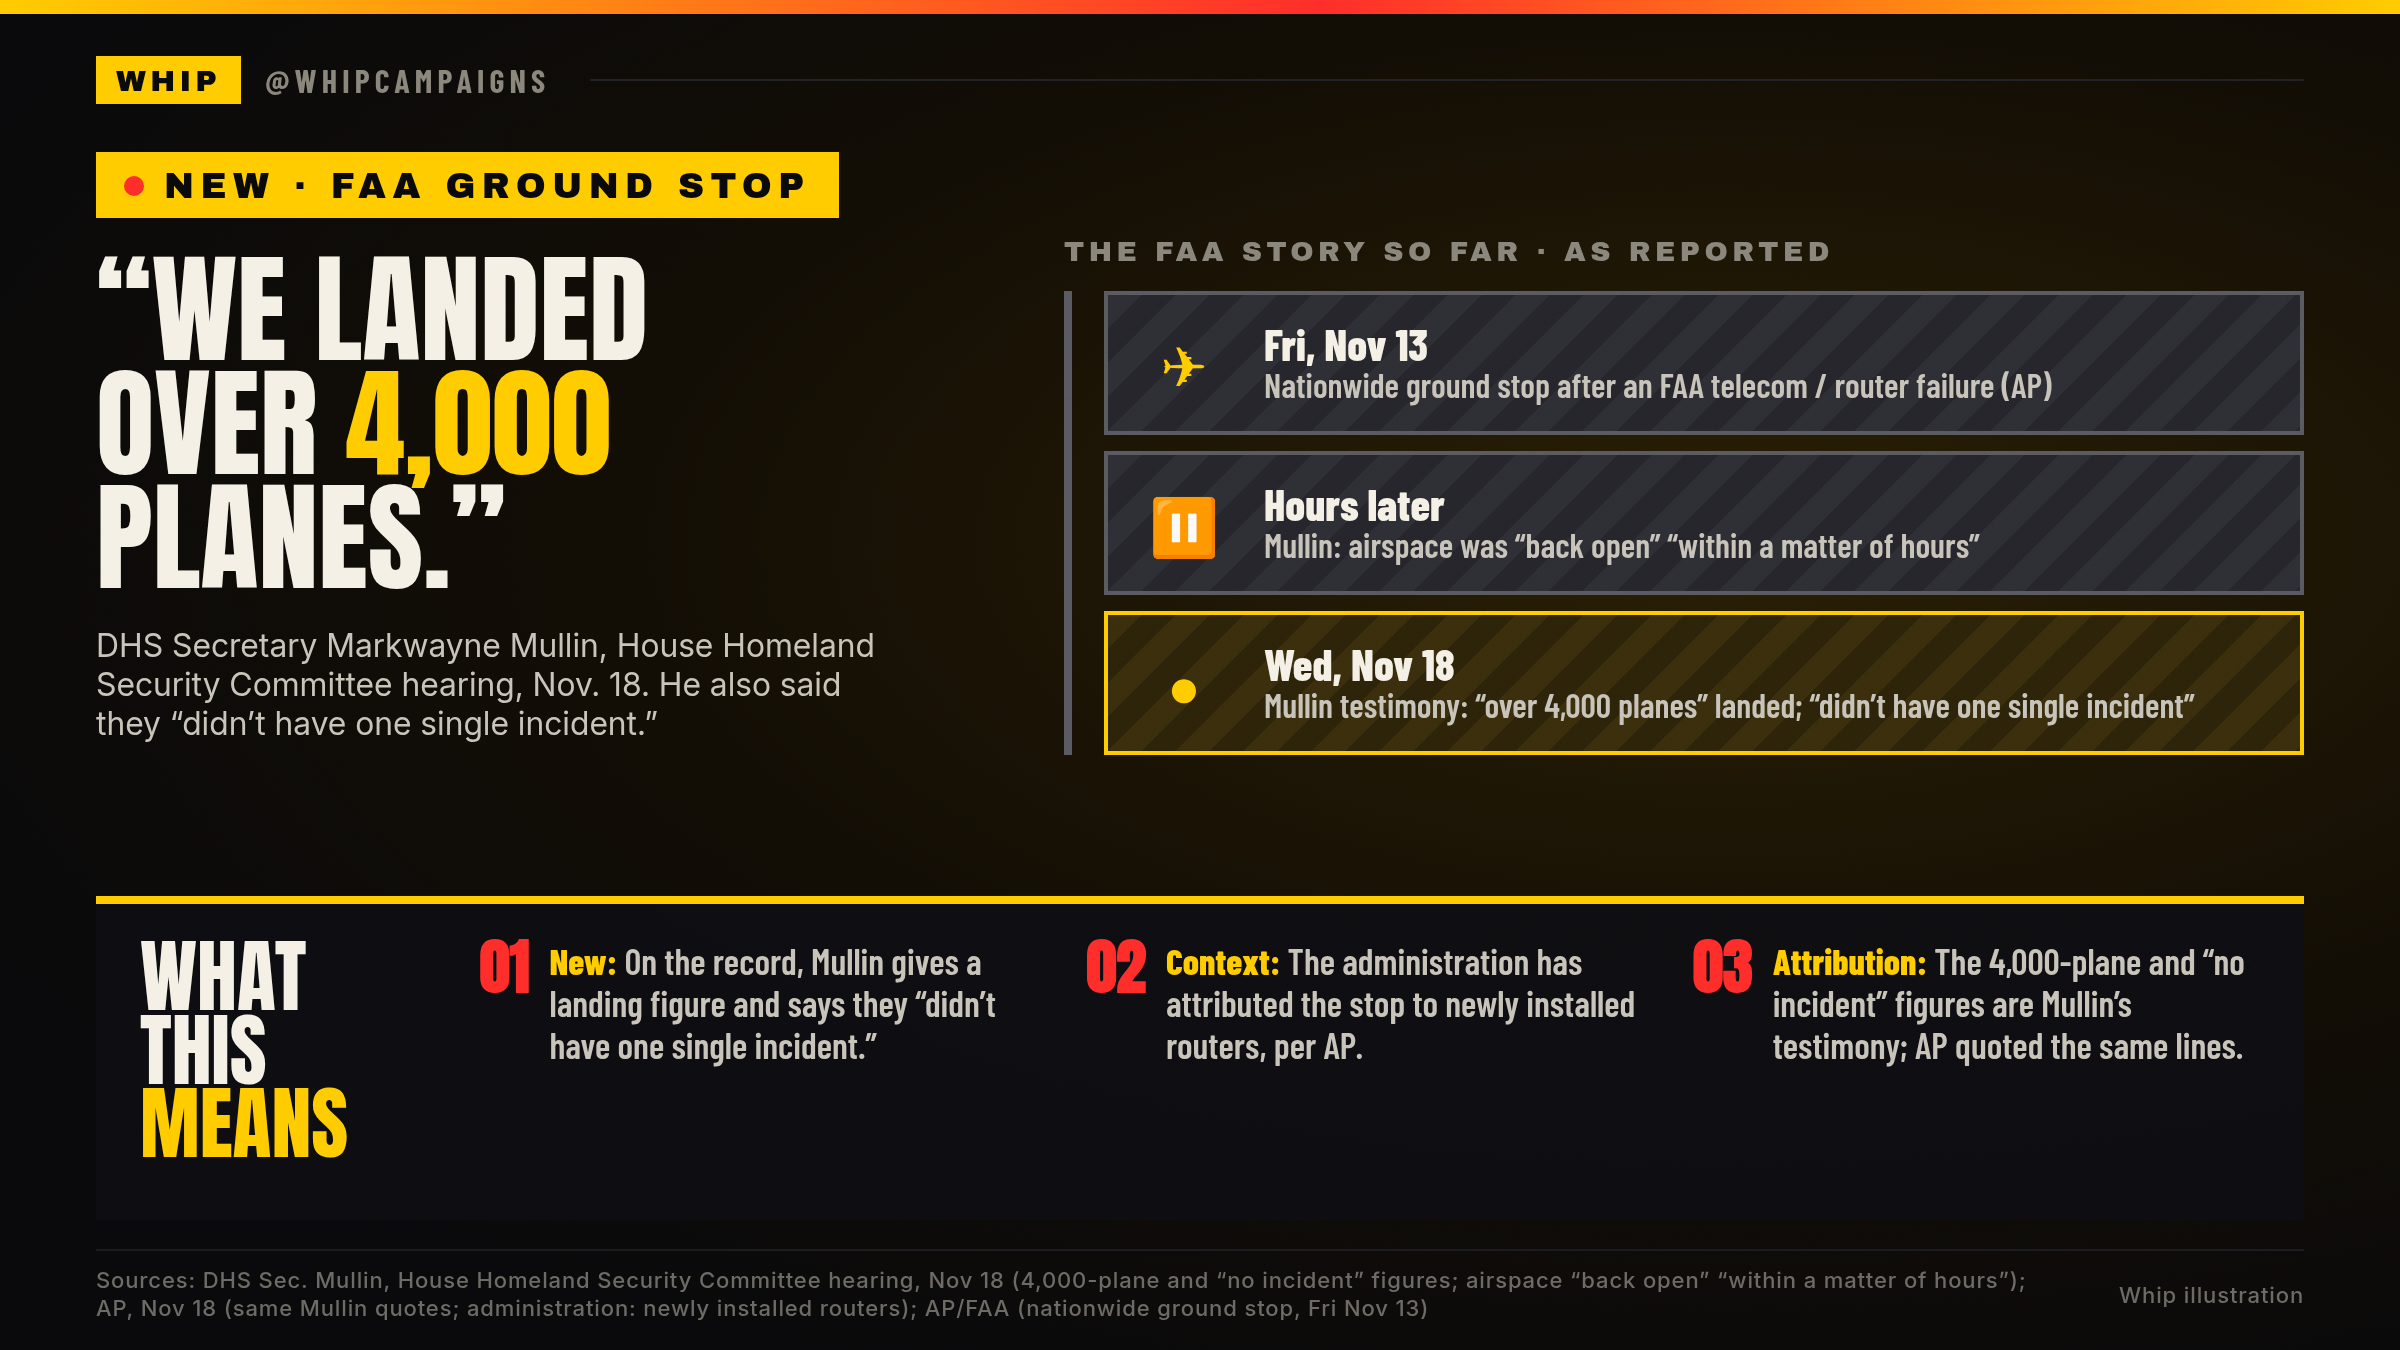 WHIP @WHIPCAMPAIGNS
NEW · FAA GROUND STOP
“WE LANDED
OVER 4,000
PLANES.”
DHS Secretary Markwayne Mullin, House Homeland
Security Committee hearing, Nov. 18. He also said
they “didn’t have one single incident.”
THE FAA STORY SO FAR · AS REPORTED
Fri, Nov 13
Nationwide ground stop after an FAA telecom / router failure (AP)
Hours later
Mullin: airspace was “back open” “within a matter of hours”
Wed, Nov 18
Mullin testimony: “over 4,000 planes” landed; “didn’t have one single incident”
WHAT
THIS
MEANS
01 New: On the record, Mullin gives a
landing figure and says they “didn’t
have one single incident.”
02 Context: The administration has
attributed the stop to newly installed
routers, per AP.
03 Attribution: The 4,000-plane and “no
incident” figures are Mullin’s
testimony; AP quoted the same lines.
Sources: DHS Sec. Mullin, House Homeland Security Committee hearing, Nov 18 (4,000-plane and “no incident” figures; airspace “back open” “within a matter of hours”);
AP, Nov 18 (same Mullin quotes; administration: newly installed routers); AP/FAA (nationwide ground stop, Fri Nov 13)
Whip illustration